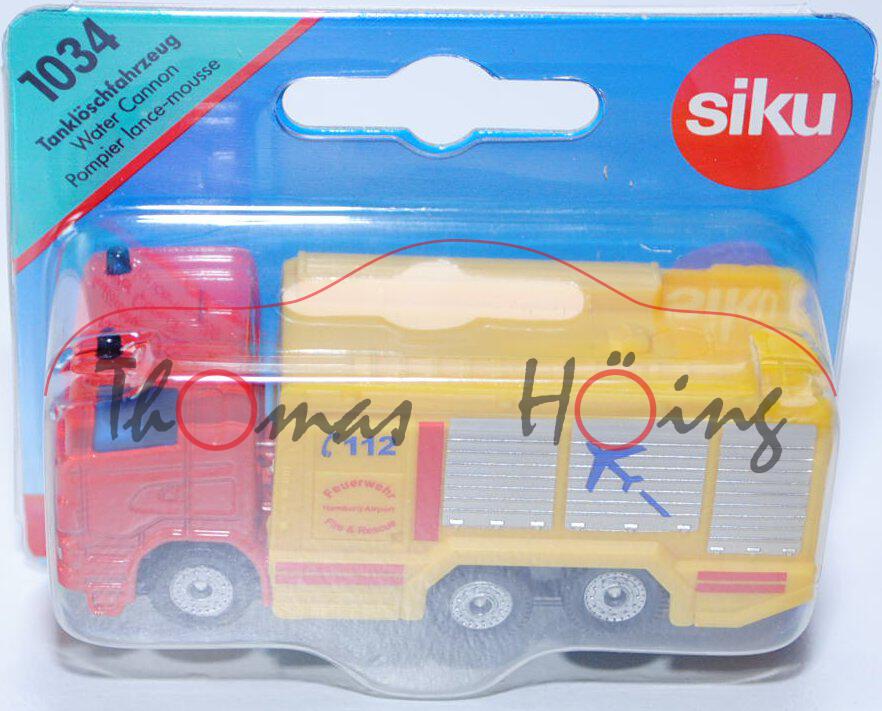 1034
Tanklöschfahrzeug
Water Cannon
Pompier lance-mousse
siku
siku
Thomas Höing
112
Feuerwehr
Hamburg Airport
Fire & Rescue